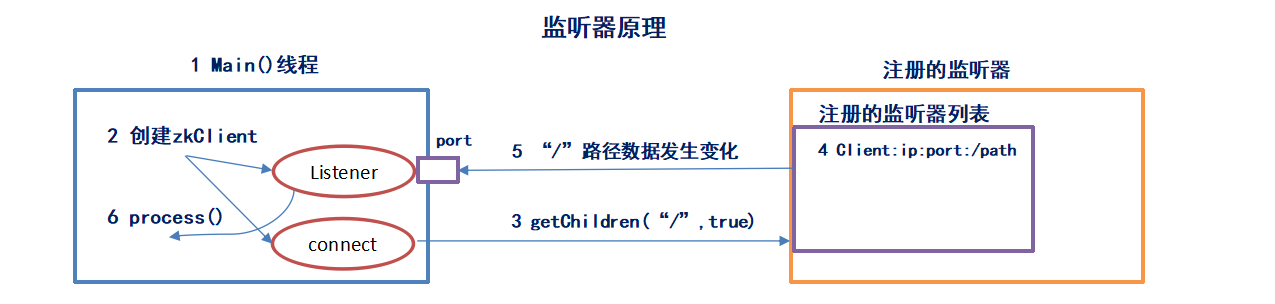 监听器原理
1 Main()线程
注册的监听器
2 创建zkClient
port
Listener
5 “/”路径数据发生变化
注册的监听器列表
4 Client:ip:port:/path
6 process()
connect
3 getChildren(“/”,true)